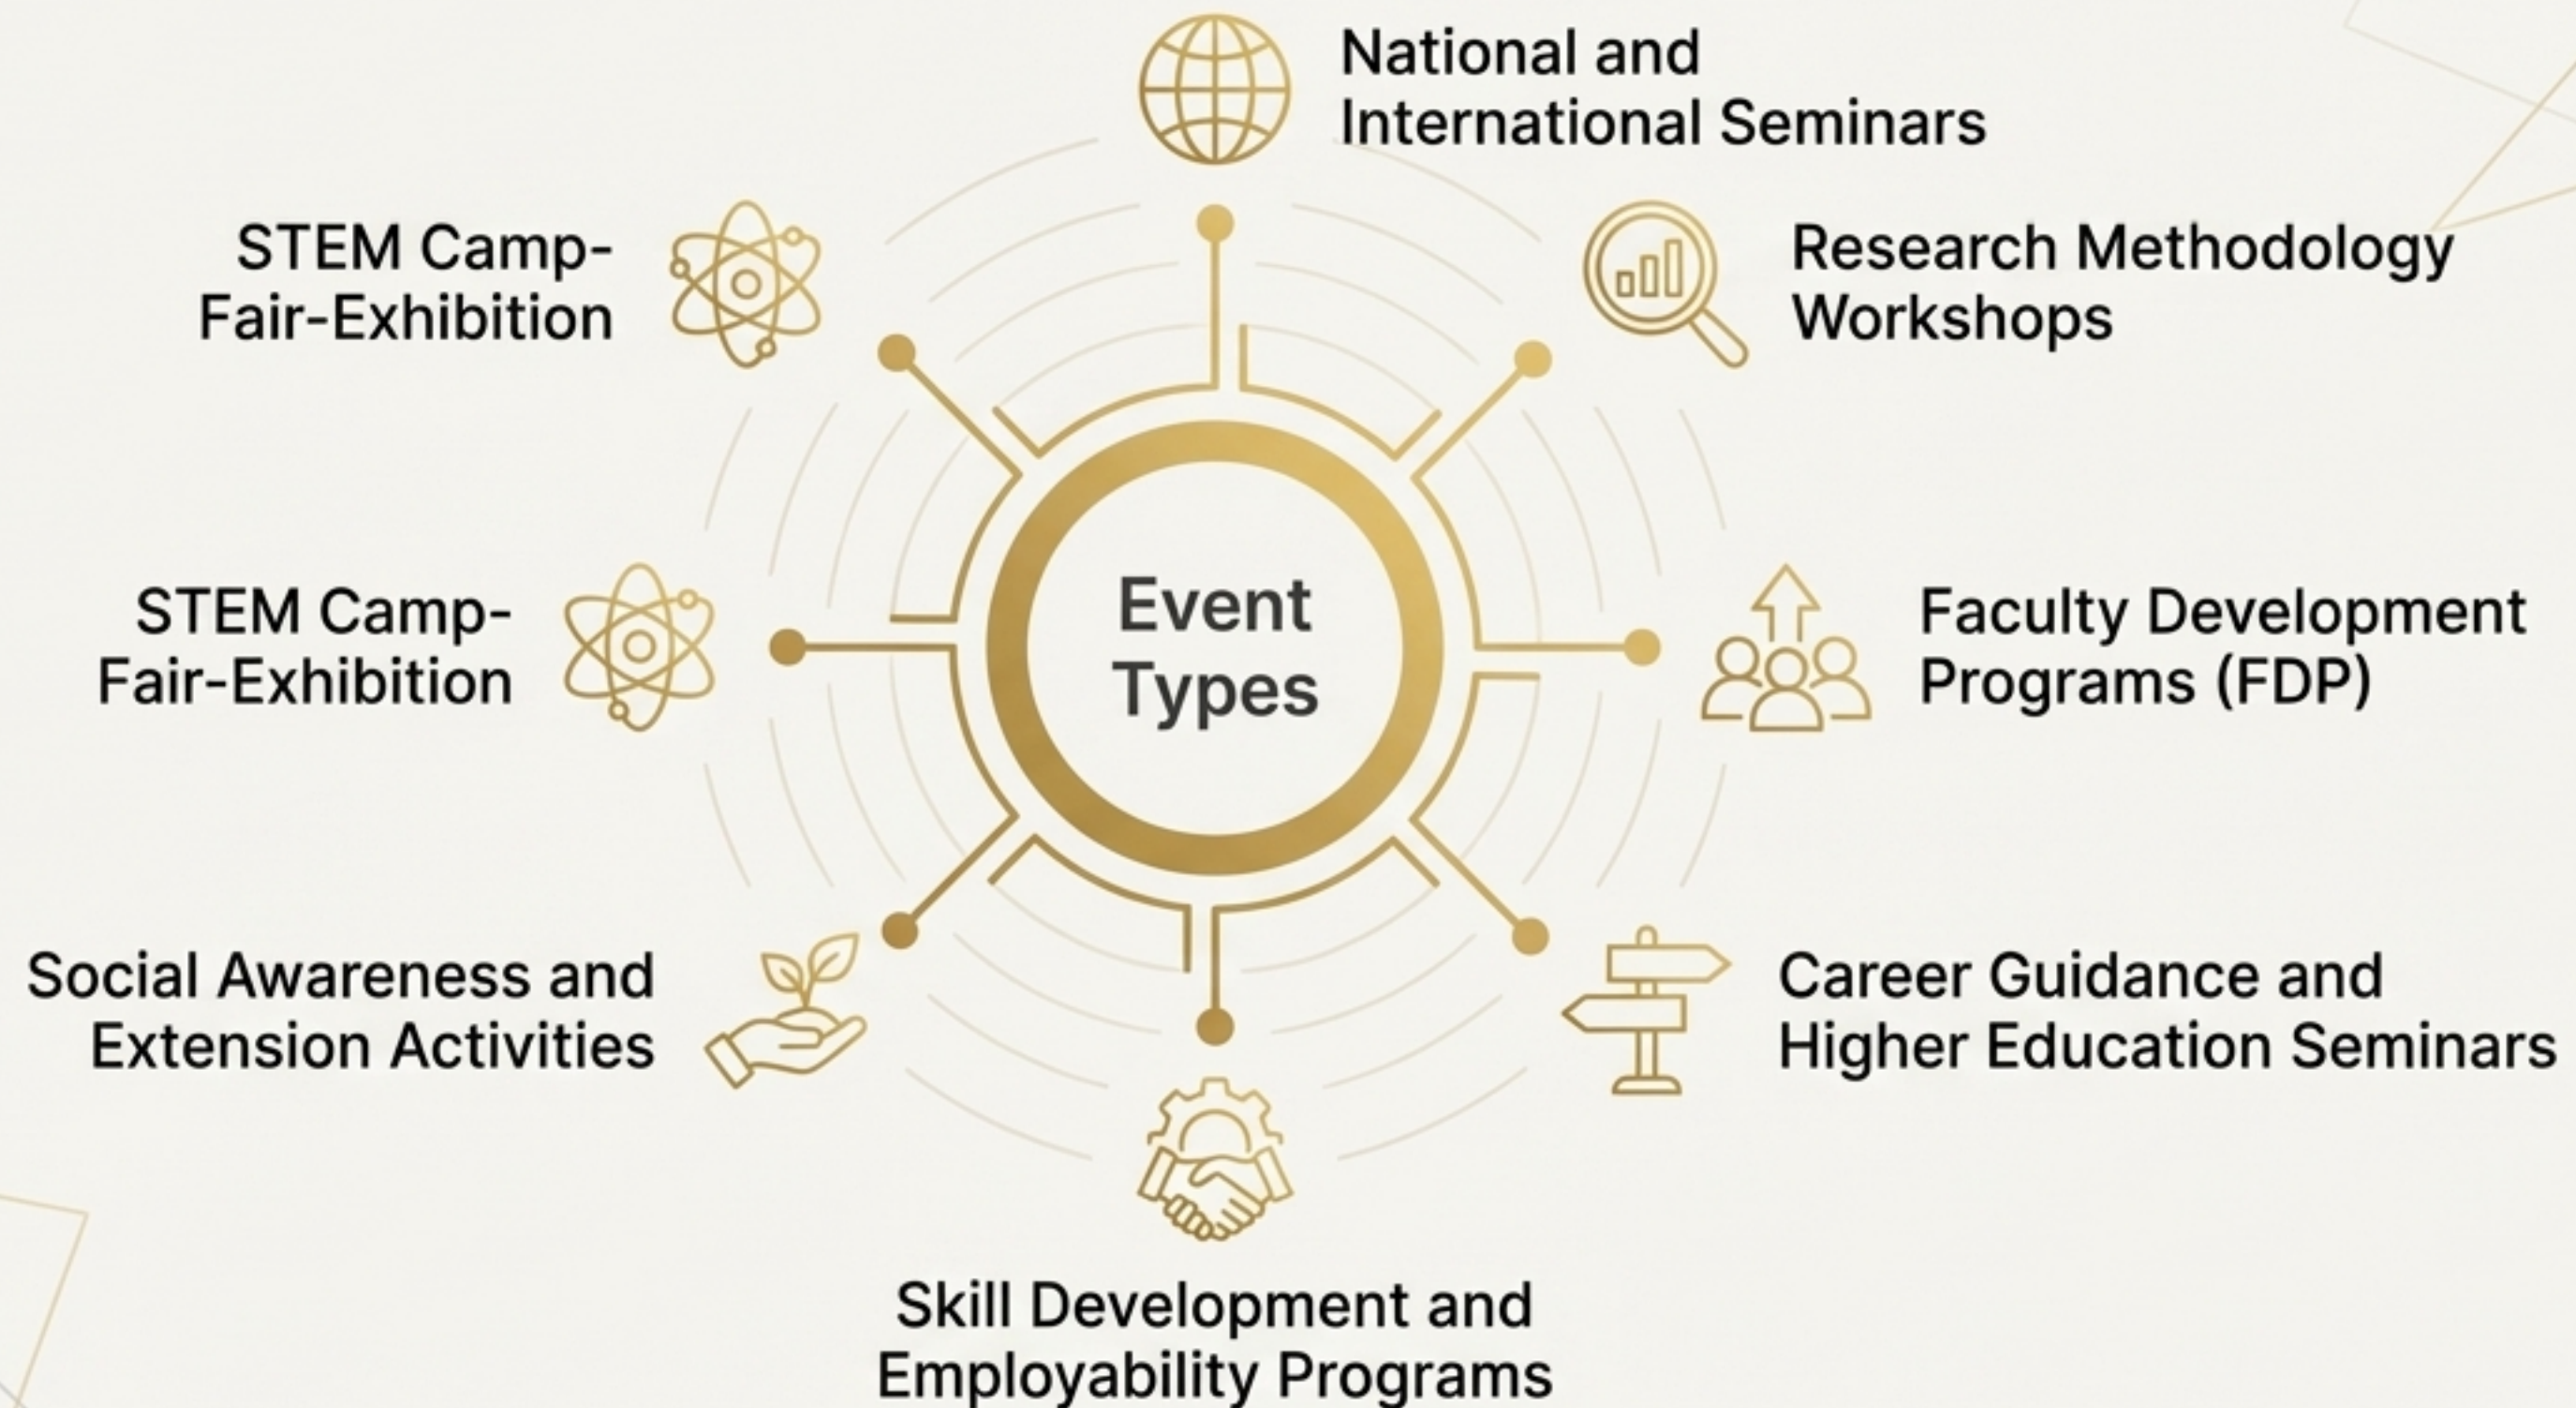 National and
International Seminars
STEM Camp-
Fair-Exhibition
Research Methodology
Workshops
STEM Camp-
Fair-Exhibition
Event
Types
Faculty Development
Programs (FDP)
Social Awareness and
Extension Activities
Career Guidance and
Higher Education Seminars
Skill Development and
Employability Programs